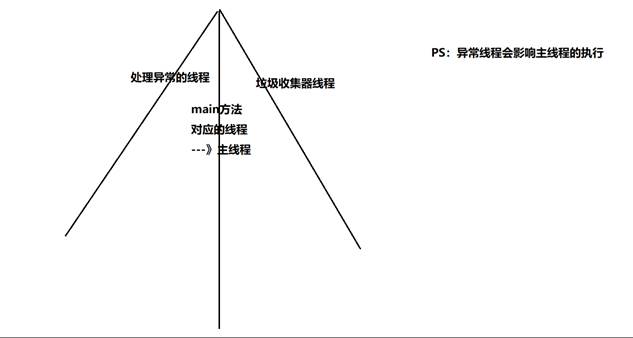 PS：异常线程会影响主线程的执行
处理异常的线程
垃圾收集器线程
main方法
对应的线程
---》主线程